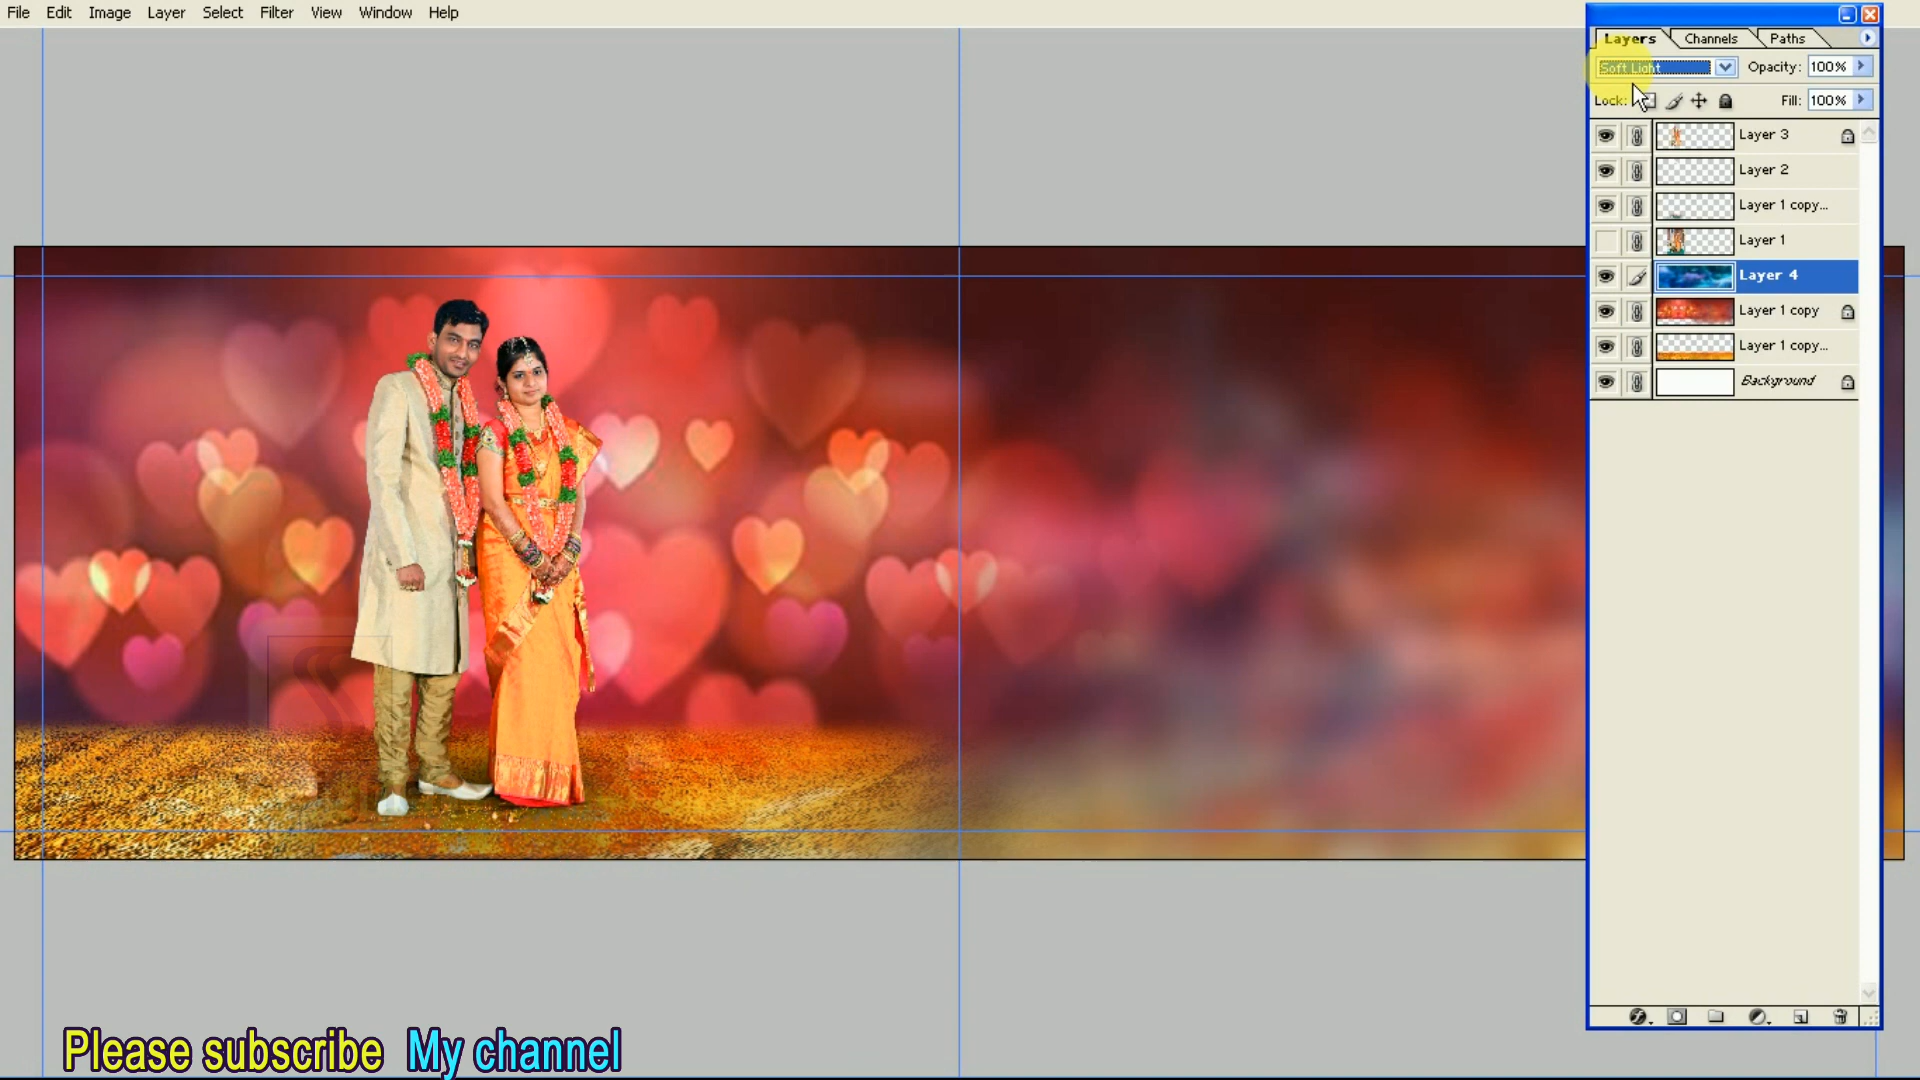 File Edit Image Layer Select Filter View Window Help
Layers Channels Paths
Soft Light Opacity: 100%
Lock: Fill: 100%
Layer 3
Layer 2
Layer 1 copy...
Layer 1
Layer 4
Layer 1 copy
Layer 1 copy...
Background
Please subscribe My channel